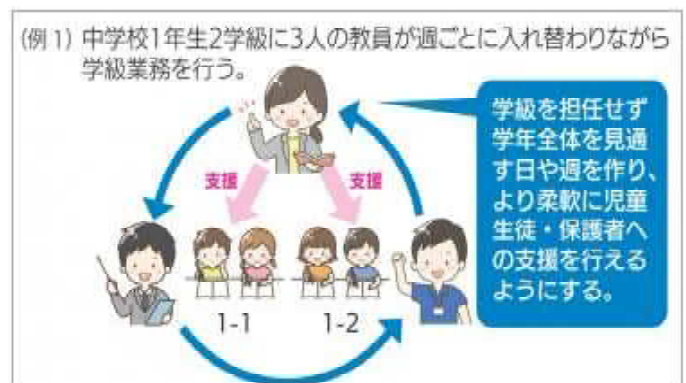 (例1) 中学校1年生2学級に3人の教員が週ごとに入れ替わりながら
学級業務を行う。
学級を担任せず
学年全体を見通
す日や週を作り、
より柔軟に児童
生徒・保護者へ
の支援を行える
ようにする。
支援
支援
1-1
1-2